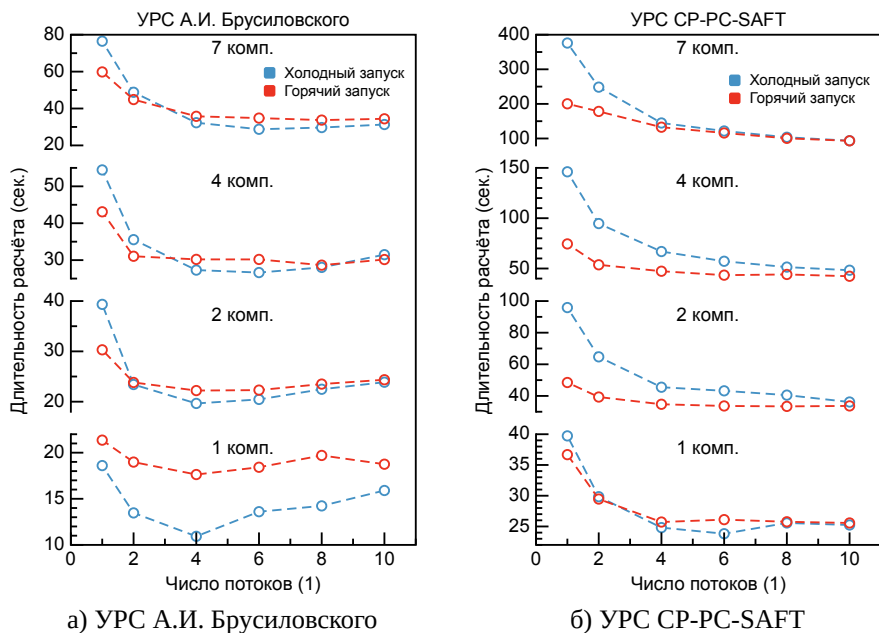 УРС А.И. Брусиловского
80
60
40
20
7 комп.
Холодный запуск
Горячий запуск
50
40
30
4 комп.
40
30
20
2 комп.
20
15
10
1 комп.
0 2 4 6 8 10
Длительность расчёта (сек.)
Число потоков (1)
а) УРС А.И. Брусиловского
УРС CP-PC-SAFT
400
300
200
100
7 комп.
Холодный запуск
Горячий запуск
150
100
50
4 комп.
100
80
60
40
2 комп.
40
35
30
25
1 комп.
0 2 4 6 8 10
Длительность расчёта (сек.)
Число потоков (1)
б) УРС CP-PC-SAFT